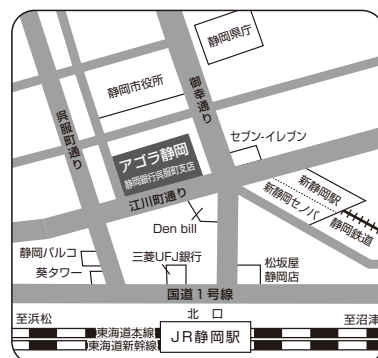 静岡県庁
静岡市役所
御幸通り
呉服町通り
セブン-イレブン
アゴラ静岡
静岡銀行呉服町支店
新静岡駅
新静岡セノバ
静岡鉄道
江川町通り
Den bill
静岡パルコ
葵タワー
三菱UFJ銀行
松坂屋
静岡店
国道1号線
北 口
至浜松
至沼津
東海道本線
東海道新幹線
JR静岡駅